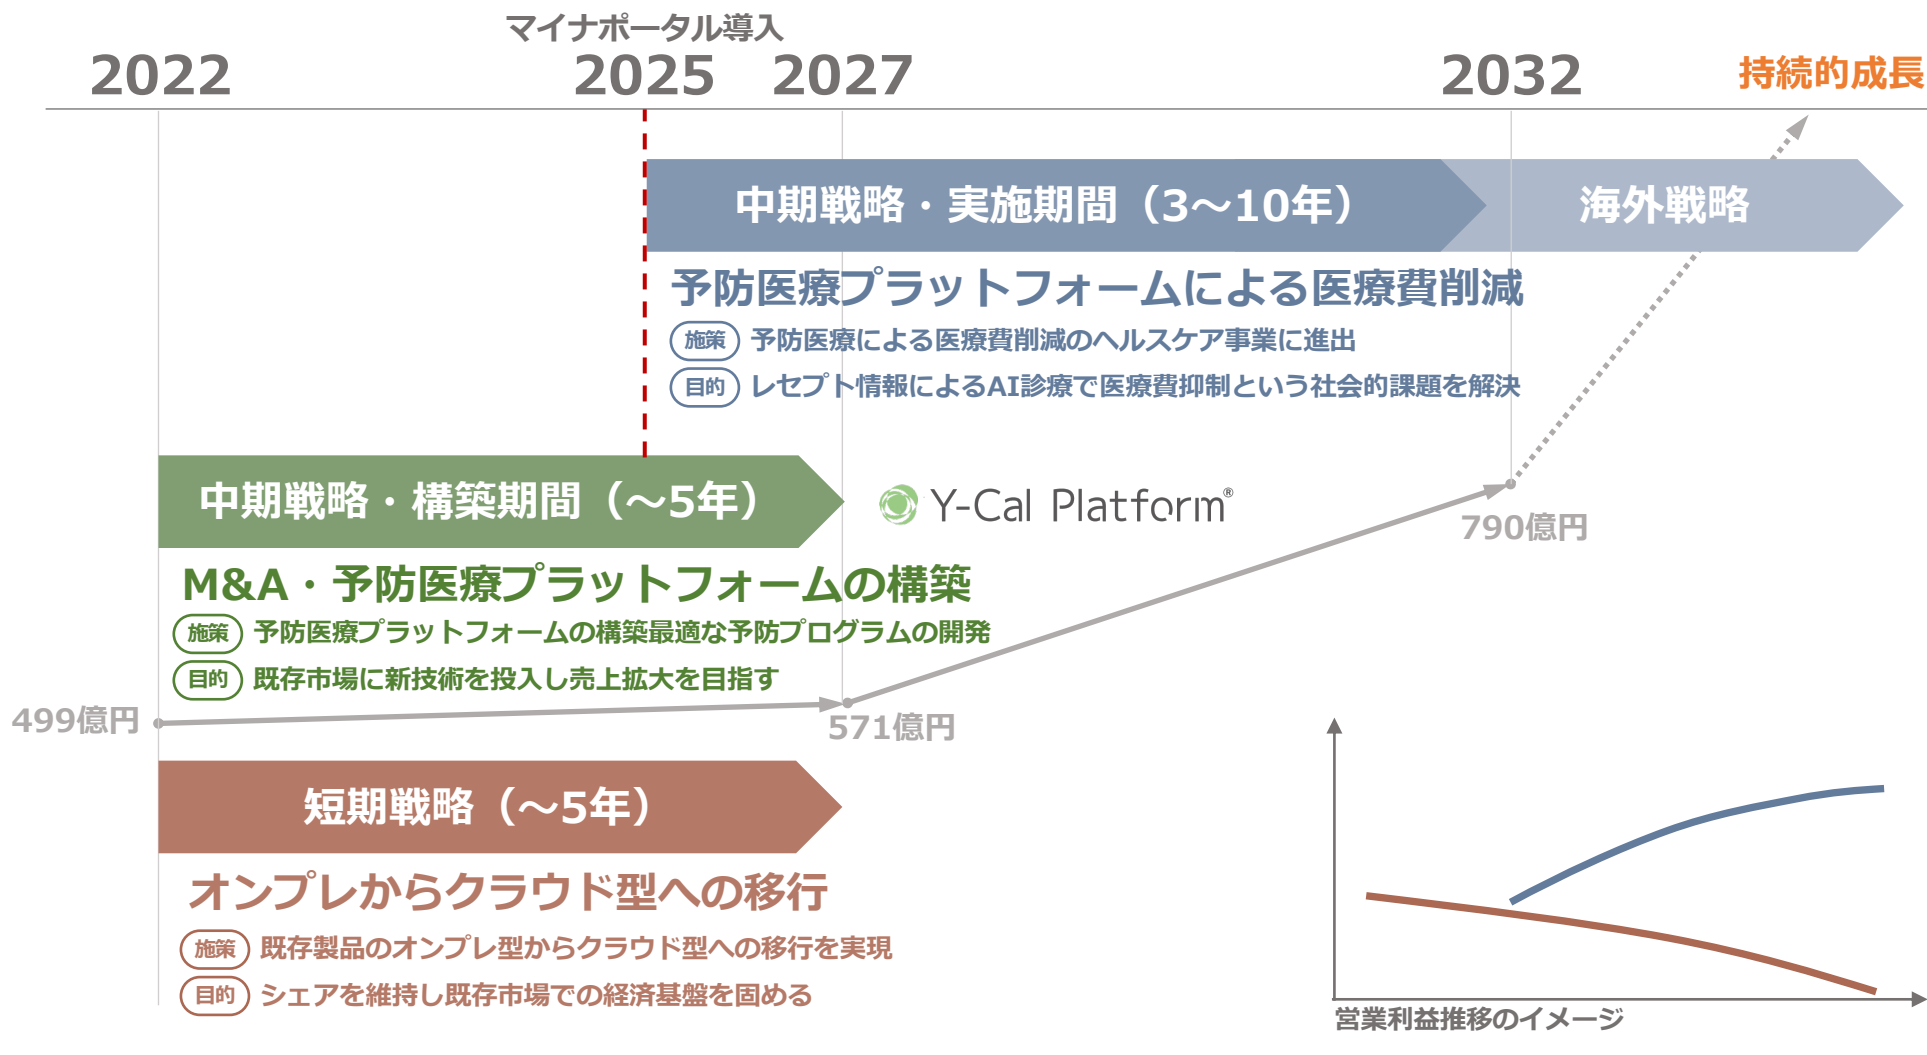 マイナポータル導入
2022
2025
2027
2032
持続的成長
中期戦略・実施期間（3～10年）
海外戦略
予防医療プラットフォームによる医療費削減
施策 予防医療による医療費削減のヘルスケア事業に進出
目的 レセプト情報によるAI診療で医療費抑制という社会的課題を解決
中期戦略・構築期間（～5年）
Y-Cal Platform®
790億円
M&A・予防医療プラットフォームの構築
施策 予防医療プラットフォームの構築最適な予防プログラムの開発
目的 既存市場に新技術を投入し売上拡大を目指す
499億円
571億円
短期戦略（～5年）
オンプレからクラウド型への移行
施策 既存製品のオンプレ型からクラウド型への移行を実現
目的 シェアを維持し既存市場での経済基盤を固める
営業利益推移のイメージ